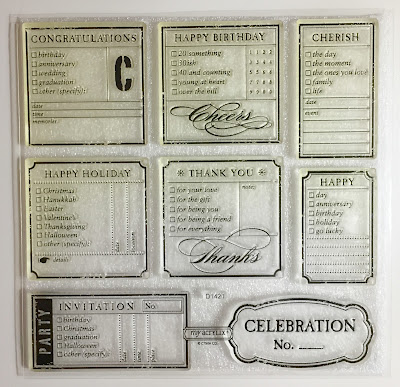 CONGRATULATIONS
birthday
anniversary
wedding
graduation
other (specify):
C
date
time
memories
HAPPY BIRTHDAY
20 something
30ish
40 and counting
young at heart
over the hill
Cheers
CHERISH
the day
the moment
the ones you love
family
life
date
event
HAPPY HOLIDAY
Christmas
Hanukkah
Easter
Valentine's
Thanksgiving
Halloween
other (specify):
details:
THANK YOU
for your love
for the gift
for being you
for being a friend
for everything
Thanks
HAPPY
day
anniversary
birthday
holiday
go lucky
PARTY
INVITATION No.
birthday
Christmas
graduation
Halloween
other (specify):
D1421
my acrylix
CELEBRATION
No.